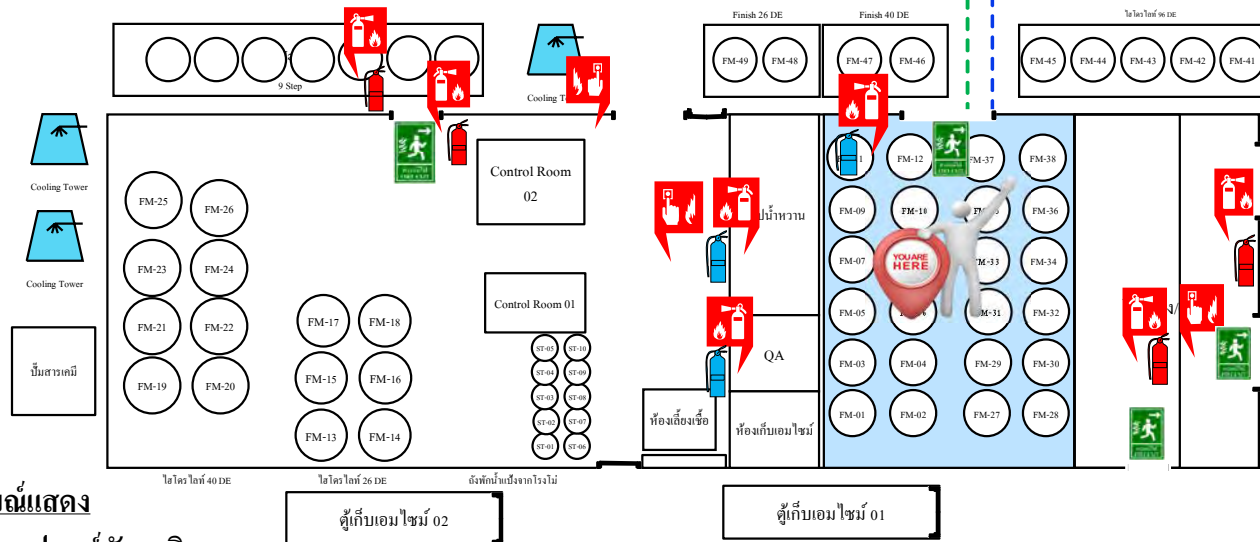 Finish 26 DE
Finish 40 DE
ไฮโดรไลท์ 96 DE
FM-49
FM-48
FM-47
FM-46
FM-45
FM-44
FM-43
FM-42
FM-41
9 Step
Cooling
Cooling Tower
Cooling Tower
Control Room
02
Control Room 01
FM-25
FM-26
FM-23
FM-24
FM-21
FM-22
FM-19
FM-20
FM-17
FM-18
FM-15
FM-16
FM-13
FM-14
ST-05
ST-10
ST-04
ST-09
ST-03
ST-08
ST-02
ST-07
ST-01
ST-06
ปั๊มสารเคมี
FM-12
FM-37
FM-38
FM-09
FM-10
FM-36
FM-07
YOU ARE
HERE
FM-33
FM-34
FM-05
FM-31
FM-32
FM-03
FM-04
FM-29
FM-30
FM-01
FM-02
FM-27
FM-28
QA
ห้องเลี้ยงเชื้อ
ห้องเก็บเอมไซม์
ไฮโดรไลท์ 40 DE
ไฮโดรไลท์ 26 DE
ถังพักน้ำแป้งจากโรงโม่
ตู้เก็บเอมไซม์ 02
ตู้เก็บเอมไซม์ 01